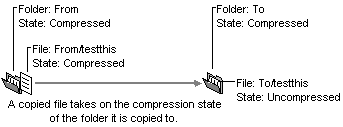 Folder: From
State: Compressed
File: From/testthis
State: Compressed
Folder: To
State: Compressed
File: To/testthis
State: Uncompressed
A copied file takes on the compression state
of the folder it is copied to.